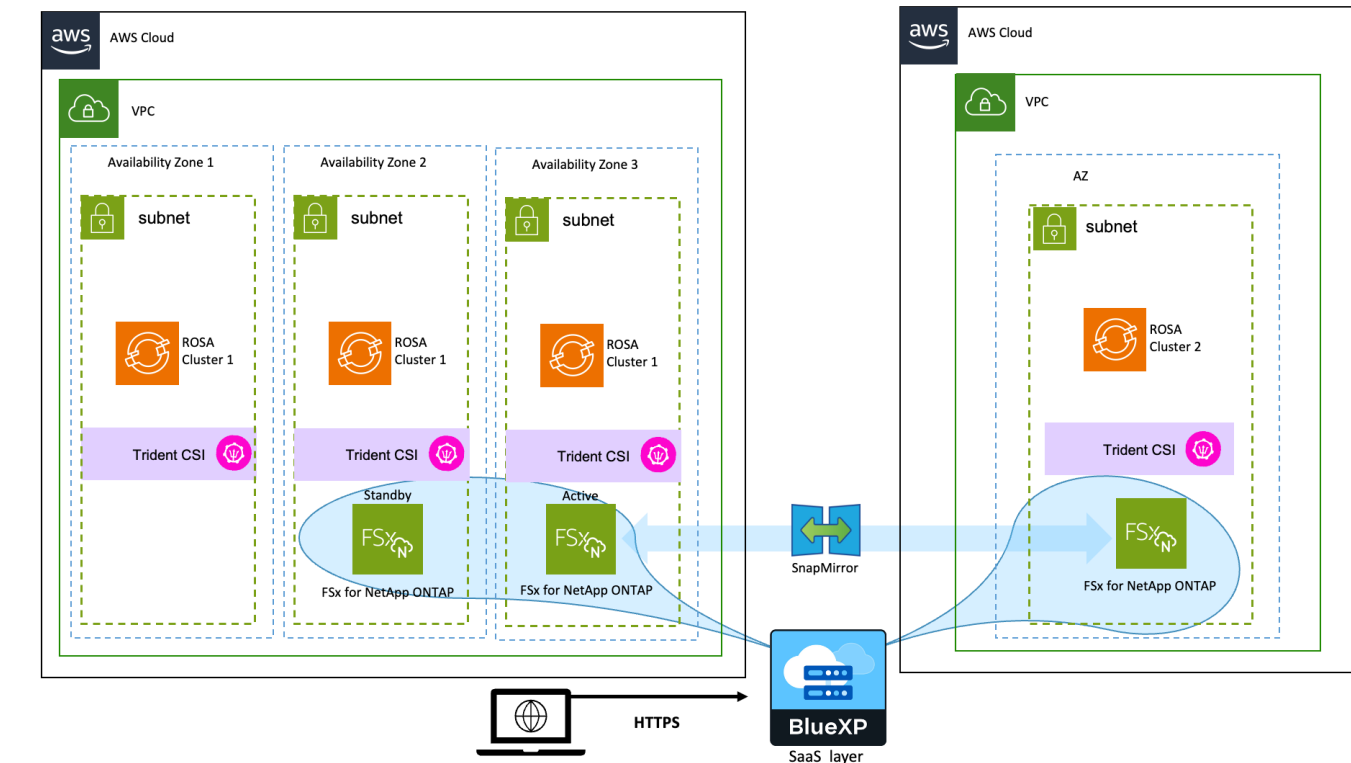 aws
AWS Cloud
VPC
Availability Zone 1
Availability Zone 2
Availability Zone 3
subnet
subnet
subnet
ROSA
Cluster 1
ROSA
Cluster 1
ROSA
Cluster 1
Trident CSI
Trident CSI
Trident CSI
Standby
Active
FSx N
FSx N
FSx for NetApp ONTAP
FSx for NetApp ONTAP
SnapMirror
aws
AWS Cloud
VPC
AZ
subnet
ROSA
Cluster 2
Trident CSI
FSx N
FSx for NetApp ONTAP
HTTPS
BlueXP
SaaS layer